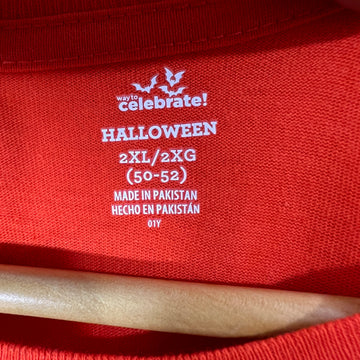 way to
celebrate!
HALLOWEEN
2XL/2XG
(50-52)
MADE IN PAKISTAN
HECHO EN PAKISTÁN
01Y